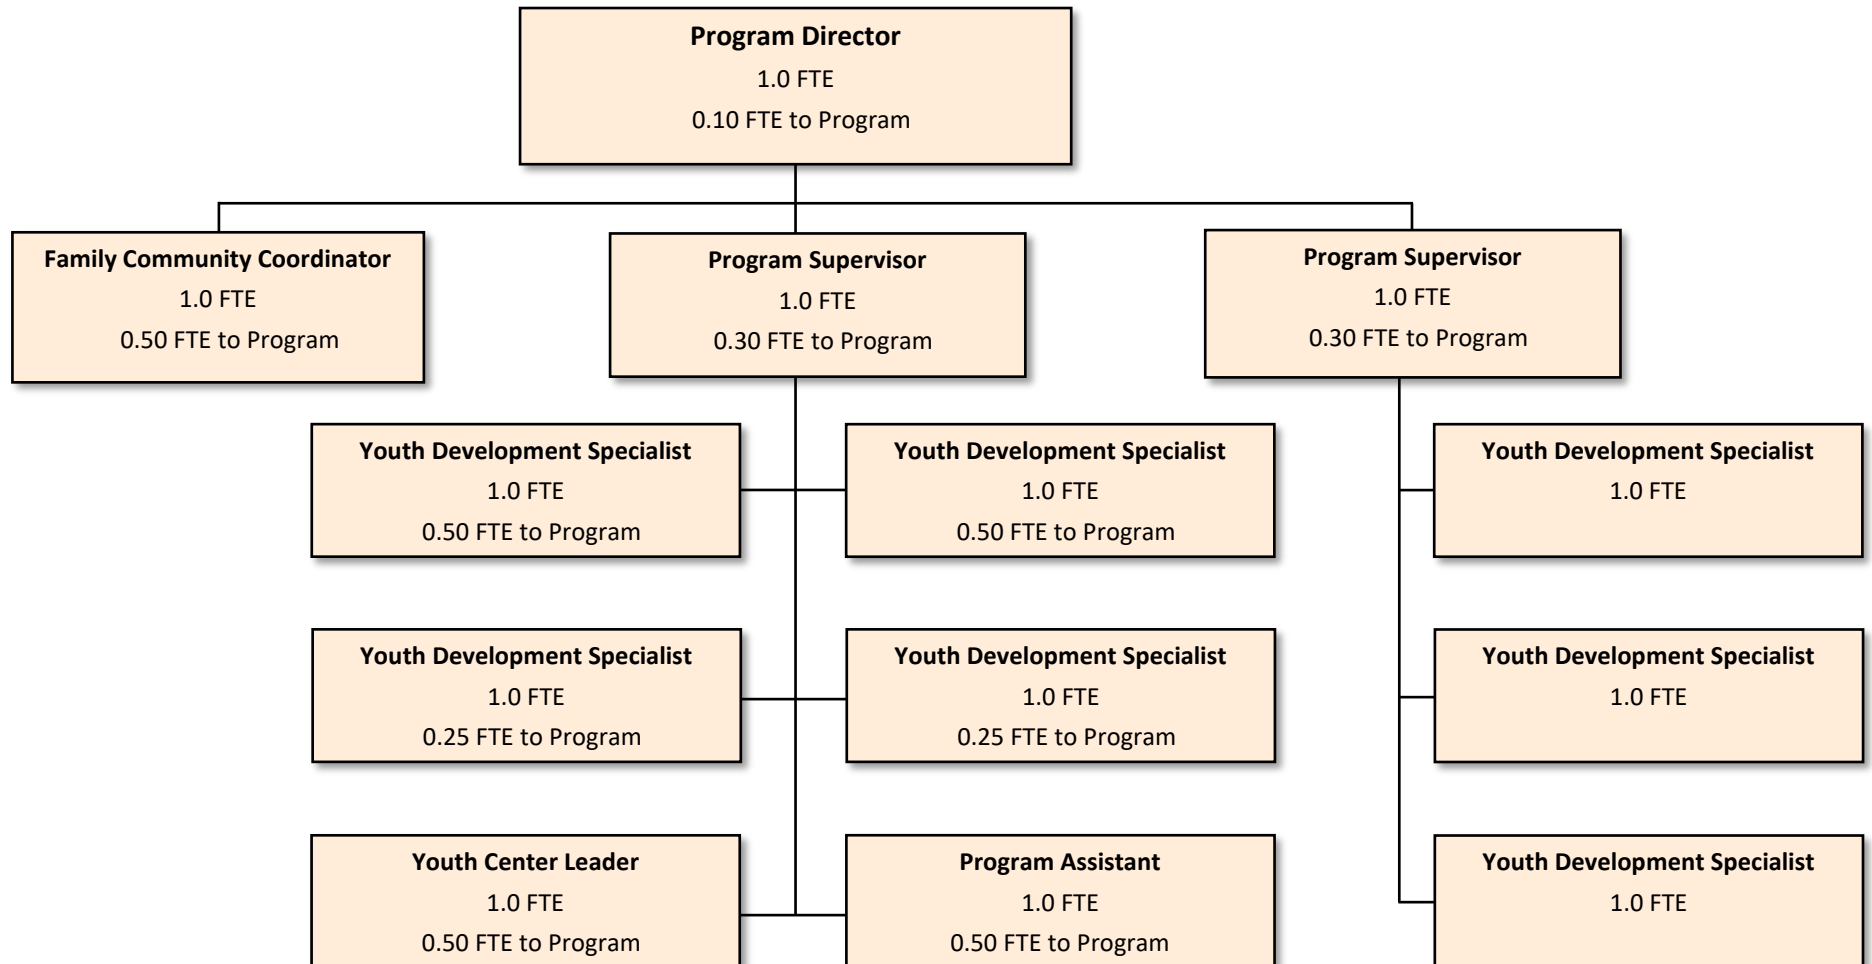 Program Director
1.0 FTE
0.10 FTE to Program
Family Community Coordinator
1.0 FTE
0.50 FTE to Program
Program Supervisor
1.0 FTE
0.30 FTE to Program
Program Supervisor
1.0 FTE
0.30 FTE to Program
Youth Development Specialist
1.0 FTE
0.50 FTE to Program
Youth Development Specialist
1.0 FTE
0.50 FTE to Program
Youth Development Specialist
1.0 FTE
Youth Development Specialist
1.0 FTE
0.25 FTE to Program
Youth Development Specialist
1.0 FTE
0.25 FTE to Program
Youth Development Specialist
1.0 FTE
Youth Center Leader
1.0 FTE
0.50 FTE to Program
Program Assistant
1.0 FTE
0.50 FTE to Program
Youth Development Specialist
1.0 FTE